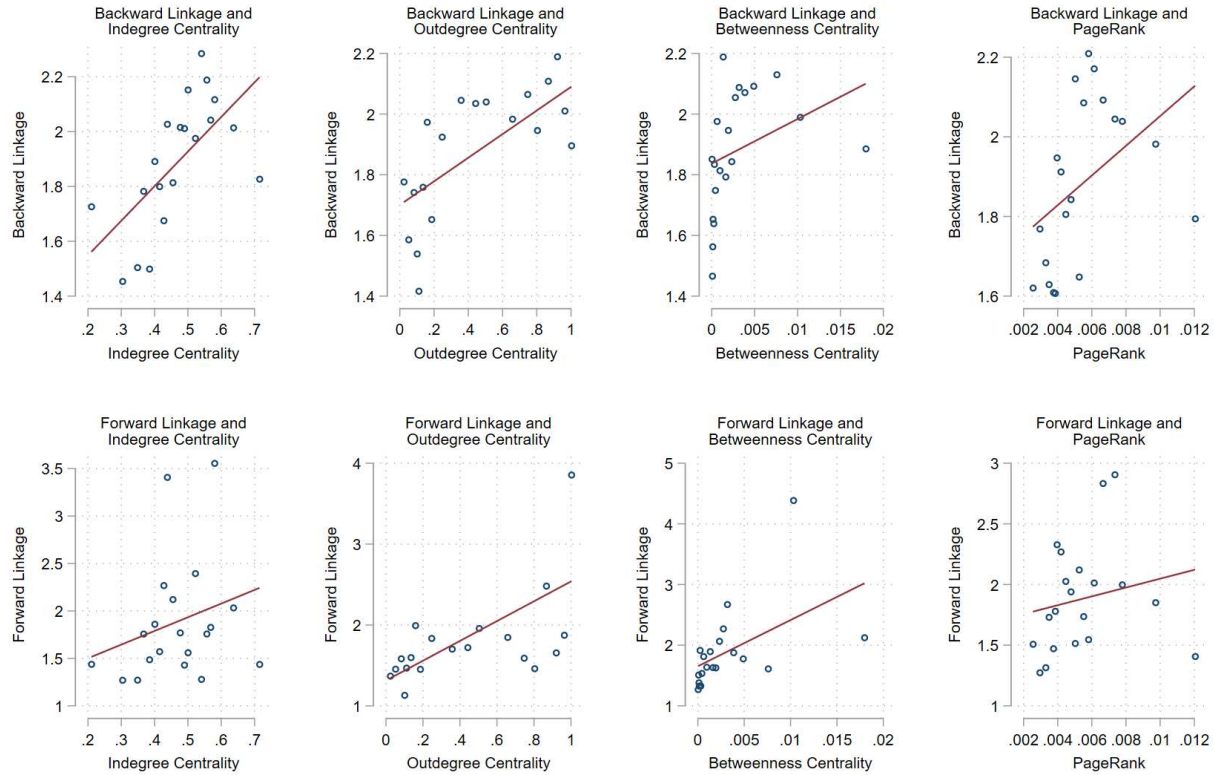 Backward Linkage and
Indegree Centrality
Backward Linkage
2.2
2
1.8
1.6
1.4
.2 .3 .4 .5 .6 .7
Indegree Centrality
Backward Linkage and
Outdegree Centrality
Backward Linkage
2.2
2
1.8
1.6
1.4
0 .2 .4 .6 .8 1
Outdegree Centrality
Backward Linkage and
Betweenness Centrality
Backward Linkage
2.2
2
1.8
1.6
1.4
0 .005 .01 .015 .02
Betweenness Centrality
Backward Linkage and
PageRank
Backward Linkage
2.2
2
1.8
1.6
.002 .004 .006 .008 .01 .012
PageRank
Forward Linkage and
Indegree Centrality
Forward Linkage
3.5
3
2.5
2
1.5
1
.2 .3 .4 .5 .6 .7
Indegree Centrality
Forward Linkage and
Outdegree Centrality
Forward Linkage
4
3
2
1
0 .2 .4 .6 .8 1
Outdegree Centrality
Forward Linkage and
Betweenness Centrality
Forward Linkage
5
4
3
2
1
0 .005 .01 .015 .02
Betweenness Centrality
Forward Linkage and
PageRank
Forward Linkage
3
2.5
2
1.5
1
.002 .004 .006 .008 .01 .012
PageRank